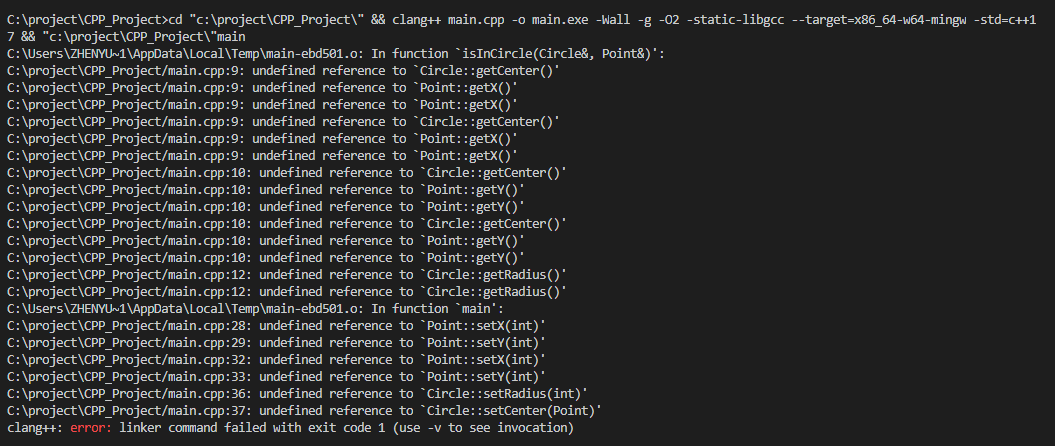 C:\project\CPP_Project>cd "c:\project\CPP_Project\" && clang++ main.cpp -o main.exe -Wall -g -O2 -static-libgcc --target=x86_64-w64-mingw -std=c++1
7 && "c:\project\CPP_Project\"main
C:\Users\ZHENYU~1\AppData\Local\Temp\main-ebd501.o: In function `isInCircle(Circle&, Point&)':
C:\project\CPP_Project/main.cpp:9: undefined reference to `Circle::getCenter()'
C:\project\CPP_Project/main.cpp:9: undefined reference to `Point::getX()'
C:\project\CPP_Project/main.cpp:9: undefined reference to `Point::getX()'
C:\project\CPP_Project/main.cpp:9: undefined reference to `Circle::getCenter()'
C:\project\CPP_Project/main.cpp:9: undefined reference to `Point::getX()'
C:\project\CPP_Project/main.cpp:9: undefined reference to `Point::getX()'
C:\project\CPP_Project/main.cpp:10: undefined reference to `Circle::getCenter()'
C:\project\CPP_Project/main.cpp:10: undefined reference to `Point::getY()'
C:\project\CPP_Project/main.cpp:10: undefined reference to `Point::getY()'
C:\project\CPP_Project/main.cpp:10: undefined reference to `Circle::getCenter()'
C:\project\CPP_Project/main.cpp:10: undefined reference to `Point::getY()'
C:\project\CPP_Project/main.cpp:10: undefined reference to `Point::getY()'
C:\project\CPP_Project/main.cpp:12: undefined reference to `Circle::getRadius()'
C:\project\CPP_Project/main.cpp:12: undefined reference to `Circle::getRadius()'
C:\Users\ZHENYU~1\AppData\Local\Temp\main-ebd501.o: In function `main':
C:\project\CPP_Project/main.cpp:28: undefined reference to `Point::setX(int)'
C:\project\CPP_Project/main.cpp:29: undefined reference to `Point::setY(int)'
C:\project\CPP_Project/main.cpp:32: undefined reference to `Point::setX(int)'
C:\project\CPP_Project/main.cpp:33: undefined reference to `Point::setY(int)'
C:\project\CPP_Project/main.cpp:36: undefined reference to `Circle::setRadius(int)'
C:\project\CPP_Project/main.cpp:37: undefined reference to `Circle::setCenter(Point)'
clang++: error: linker command failed with exit code 1 (use -v to see invocation)